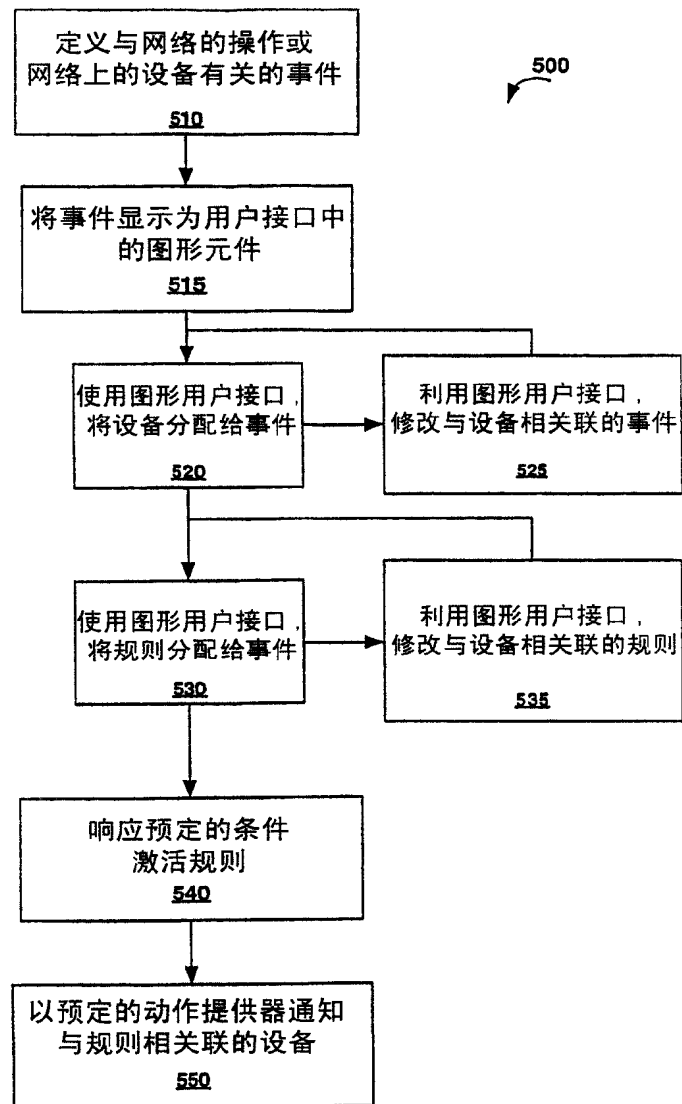 定义与网络的操作或
网络上的设备有关的事件
510
500
将事件显示为用户接口中
的图形元件
515
使用图形用户接口,
将设备分配给事件
520
利用图形用户接口,
修改与设备相关联的事件
525
使用图形用户接口,
将规则分配给事件
530
利用图形用户接口,
修改与设备相关联的规则
535
响应预定的条件
激活规则
540
以预定的动作提供器通知
与规则相关联的设备
550